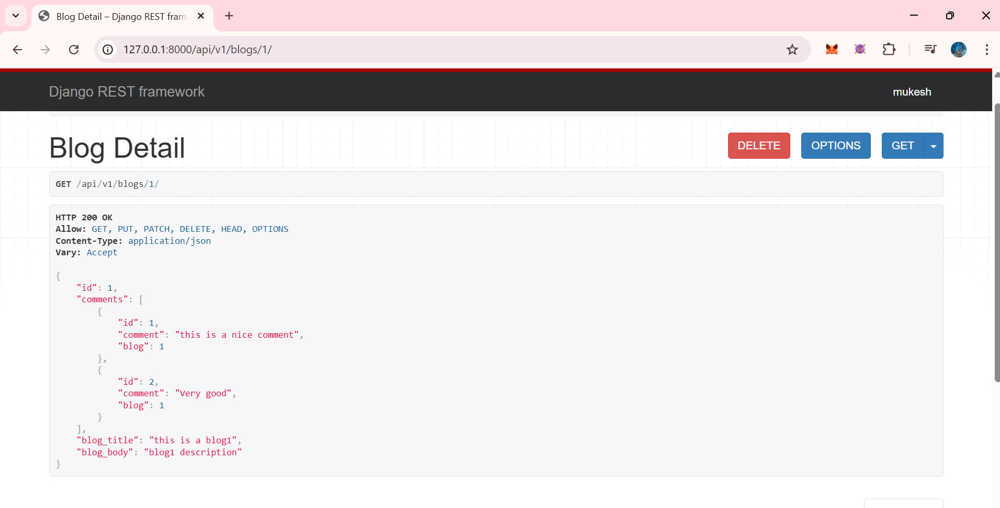 Blog Detail – Django REST fram
127.0.0.1:8000/api/v1/blogs/1/
Django REST framework
mukesh
Blog Detail
DELETE
OPTIONS
GET
GET /api/v1/blogs/1/
HTTP 200 OK
Allow: GET, PUT, PATCH, DELETE, HEAD, OPTIONS
Content-Type: application/json
Vary: Accept
{
    "id": 1,
    "comments": [
        {
            "id": 1,
            "comment": "this is a nice comment",
            "blog": 1
        },
        {
            "id": 2,
            "comment": "Very good",
            "blog": 1
        }
    ],
    "blog_title": "this is a blog1",
    "blog_body": "blog1 description"
}